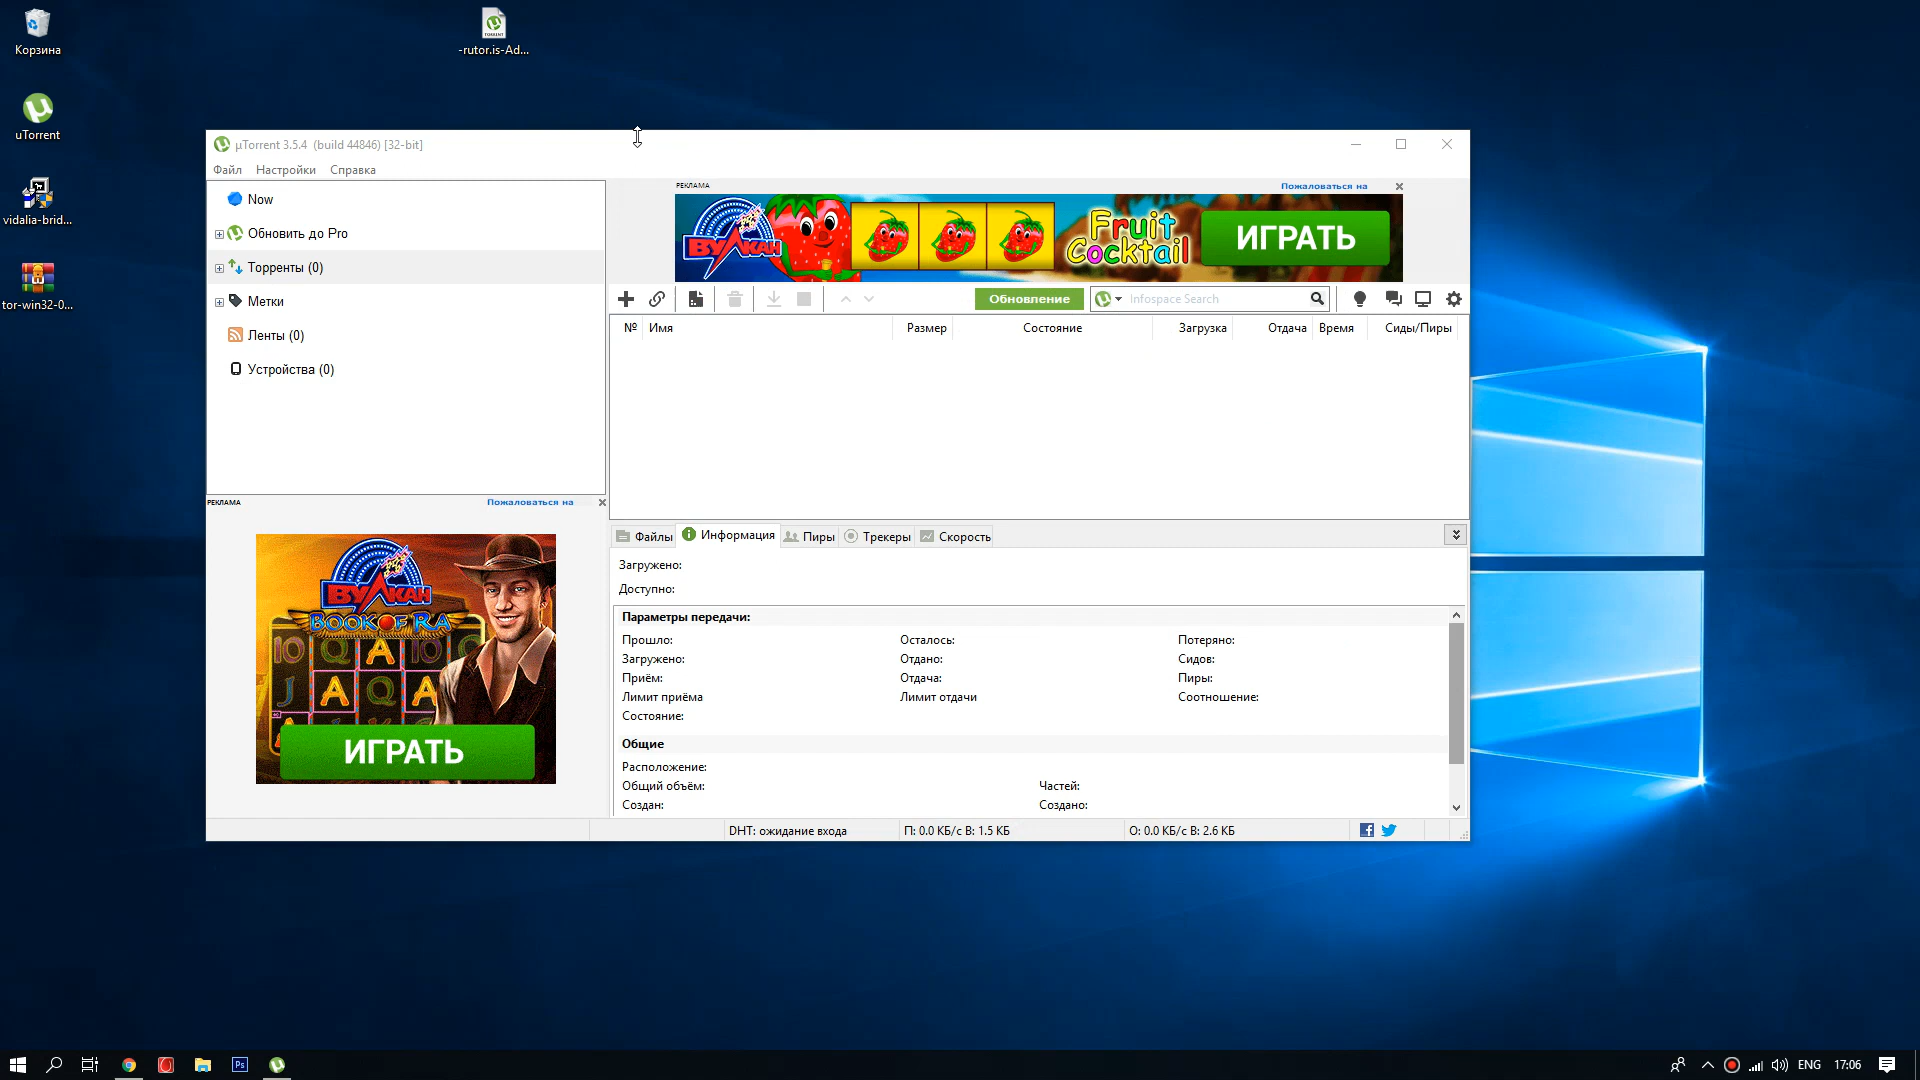 Корзина
-rutor.is-Ad...
TORRENT
uTorrent
vidalia-brid...
tor-win32-0...
µTorrent 3.5.4 (build 44846) [32-bit]
Файл Настройки Справка
Now
Обновить до Pro
Торренты (0)
Метки
Ленты (0)
Устройства (0)
РЕКЛАМА Пожаловаться на
ВУЛКАН Fruit Cocktail ИГРАТЬ
Обновление Infospace Search
№ Имя Размер Состояние Загрузка Отдача Время Сиды/Пиры
РЕКЛАМА Пожаловаться на
ВУЛКАН
BOOK OF RA
10 Q A 10
J A Q A
ИГРАТЬ
Файлы Информация Пиры Трекеры Скорость
Загружено:
Доступно:
Параметры передачи:
Прошло: Осталось: Потеряно:
Загружено: Отдано: Сидов:
Приём: Отдача: Пиры:
Лимит приёма Лимит отдачи Соотношение:
Состояние:
Общие
Расположение:
Общий объём: Частей:
Создан: Создано:
DHT: ожидание входа П: 0.0 КБ/с В: 1.5 КБ О: 0.0 КБ/с В: 2.6 КБ
Ps ENG 17:06